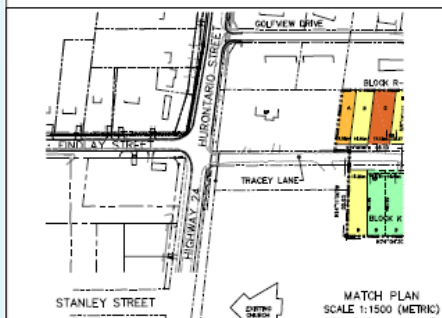 GOLFVIEW DRIVE
HURONTARIO STREET
BLOCK R-
FINDLAY STREET
TRACEY LANE
HIGHWAY 24
BLOCK K
STANLEY STREET
EXISTING
CHURCH
MATCH PLAN
SCALE 1:1500 (METRIC)